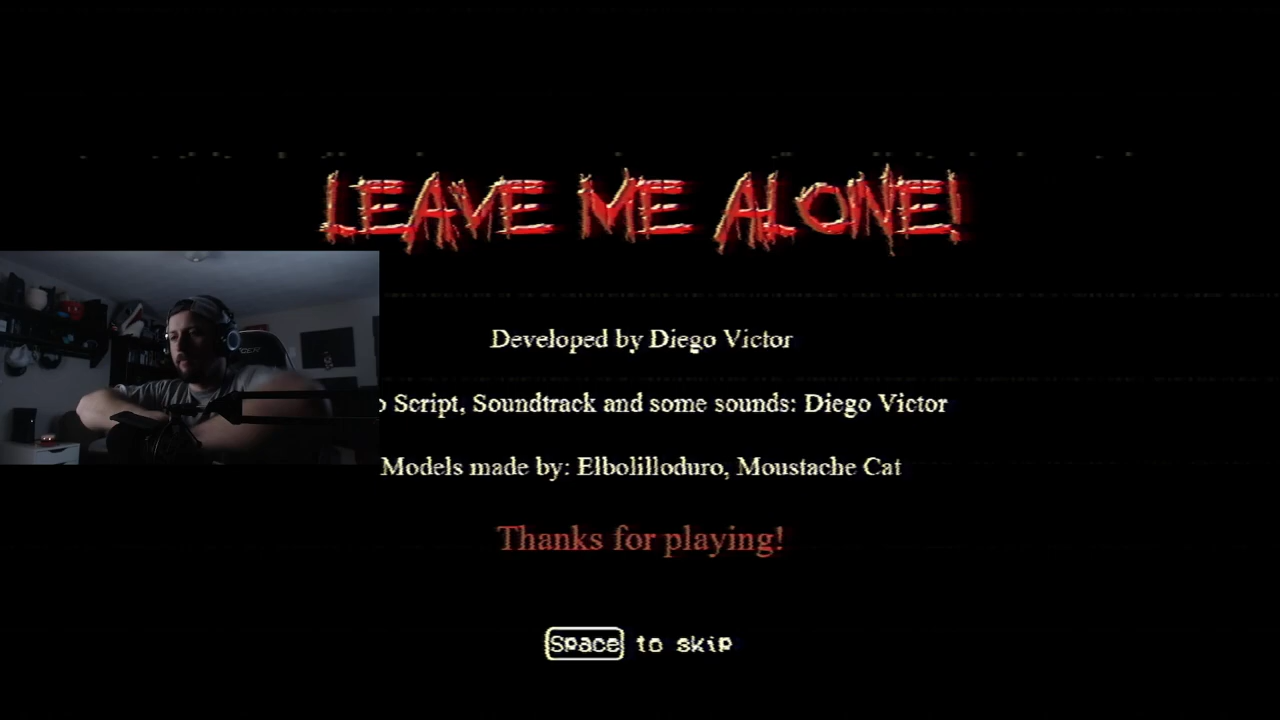 LEAVE ME ALONE!
Developed by Diego Victor
Script, Soundtrack and some sounds: Diego Victor
Models made by: Elbolilloduro, Moustache Cat
Thanks for playing!
Space to skip